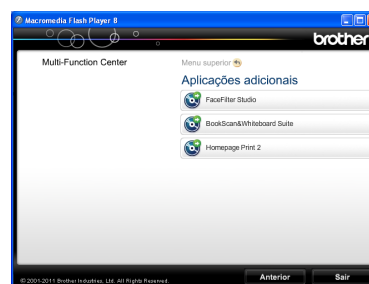 Macromedia Flash Player 8
brother
Multi-Function Center
Menu superior
Aplicações adicionais
FaceFilter Studio
BookScan&Whiteboard Suite
Homepage Print 2
© 2001-2011 Brother Industries, Ltd. All Rights Reserved.
Anterior
Sair